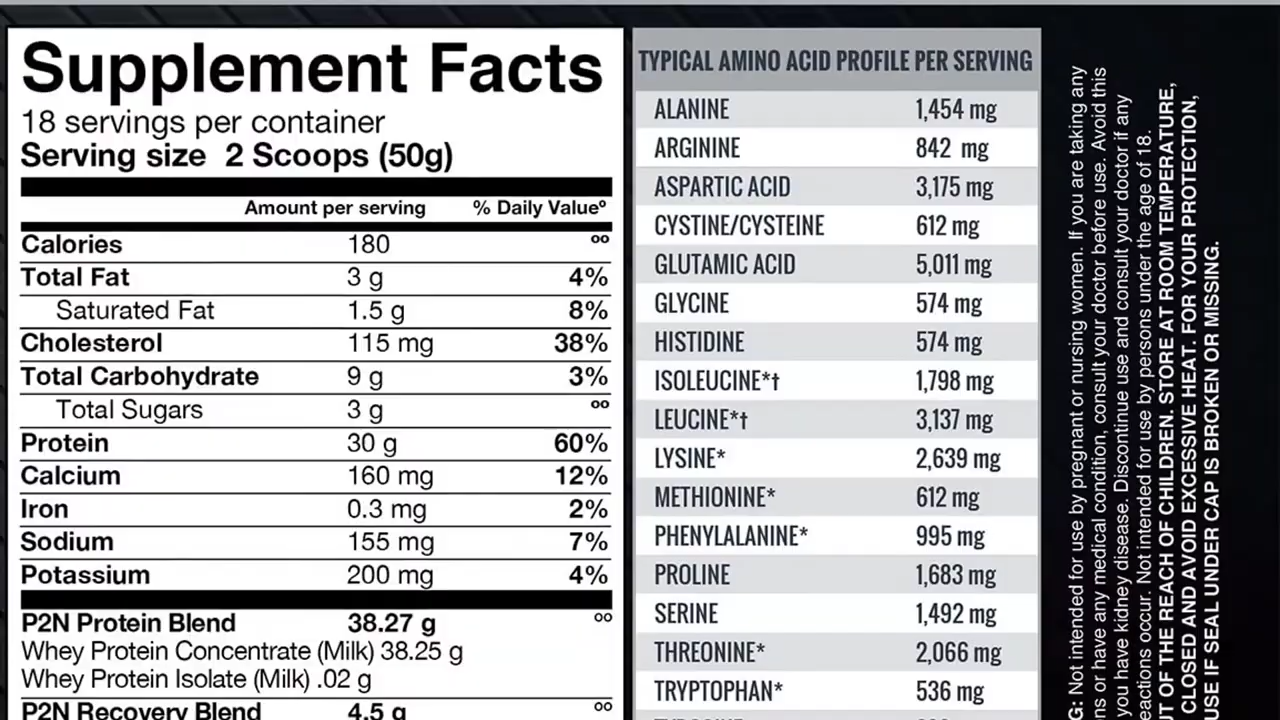 Supplement Facts
18 servings per container
Serving size 2 Scoops (50g)
Amount per serving % Daily Valueº
Calories 180 ºº
Total Fat 3 g 4%
Saturated Fat 1.5 g 8%
Cholesterol 115 mg 38%
Total Carbohydrate 9 g 3%
Total Sugars 3 g ºº
Protein 30 g 60%
Calcium 160 mg 12%
Iron 0.3 mg 2%
Sodium 155 mg 7%
Potassium 200 mg 4%
P2N Protein Blend 38.27 g ºº
Whey Protein Concentrate (Milk) 38.25 g
Whey Protein Isolate (Milk) .02 g
P2N Recovery Blend 4.5 g ºº
TYPICAL AMINO ACID PROFILE PER SERVING
ALANINE 1,454 mg
ARGININE 842 mg
ASPARTIC ACID 3,175 mg
CYSTINE/CYSTEINE 612 mg
GLUTAMIC ACID 5,011 mg
GLYCINE 574 mg
HISTIDINE 574 mg
ISOLEUCINE*† 1,798 mg
LEUCINE*† 3,137 mg
LYSINE* 2,639 mg
METHIONINE* 612 mg
PHENYLALANINE* 995 mg
PROLINE 1,683 mg
SERINE 1,492 mg
THREONINE* 2,066 mg
TRYPTOPHAN* 536 mg
G: Not intended for use by pregnant or nursing women. If you are taking any
ns or have any medical condition, consult your doctor before use. Avoid this
you have kidney disease. Discontinue use and consult your doctor if any
eactions occur. Not intended for use by persons under the age of 18.
UT OF THE REACH OF CHILDREN. STORE AT ROOM TEMPERATURE,
CLOSED AND AVOID EXCESSIVE HEAT. FOR YOUR PROTECTION,
USE IF SEAL UNDER CAP IS BROKEN OR MISSING.